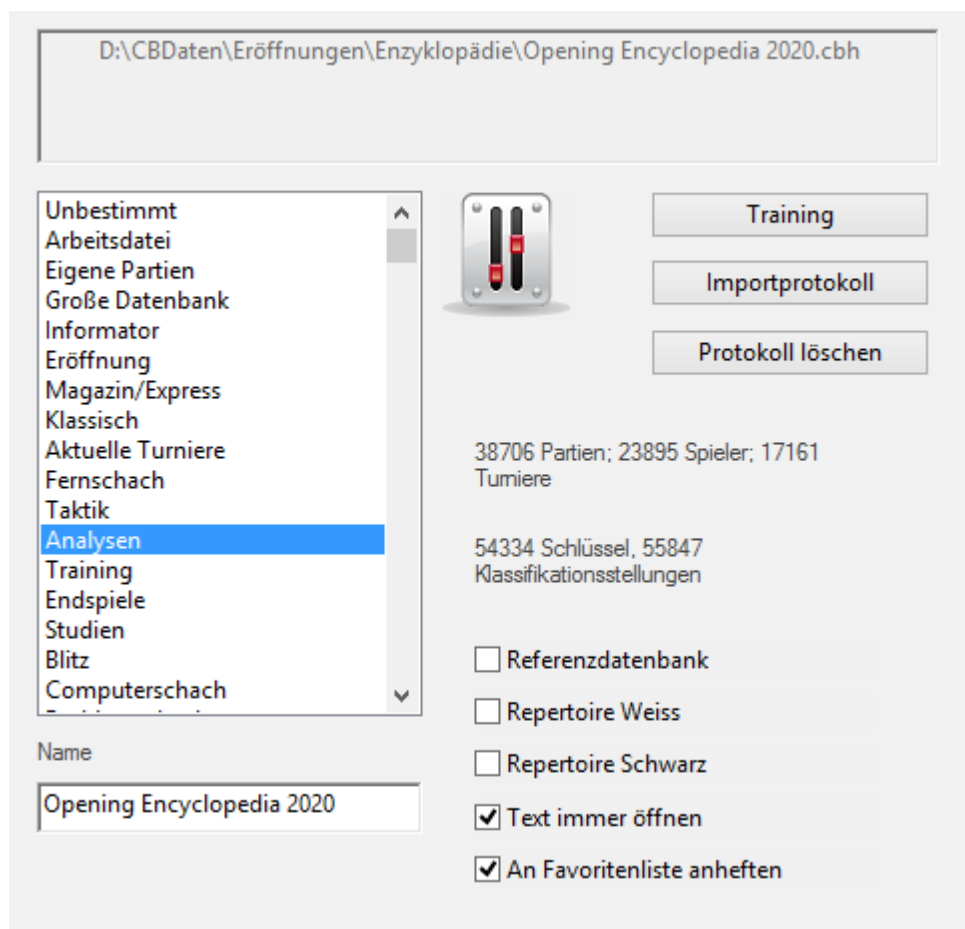 D:\CBDaten\Eröffnungen\Enzyklopädie\Opening Encyclopedia 2020.cbh
Unbestimmt
Arbeitsdatei
Eigene Partien
Große Datenbank
Informator
Eröffnung
Magazin/Express
Klassisch
Aktuelle Turniere
Fernschach
Taktik
Analysen
Training
Endspiele
Studien
Blitz
Computerschach
Name
Opening Encyclopedia 2020
Training
Importprotokoll
Protokoll löschen
38706 Partien; 23895 Spieler; 17161
Turniere
54334 Schlüssel, 55847
Klassifikationsstellungen
Referenzdatenbank
Repertoire Weiss
Repertoire Schwarz
Text immer öffnen
An Favoritenliste anheften